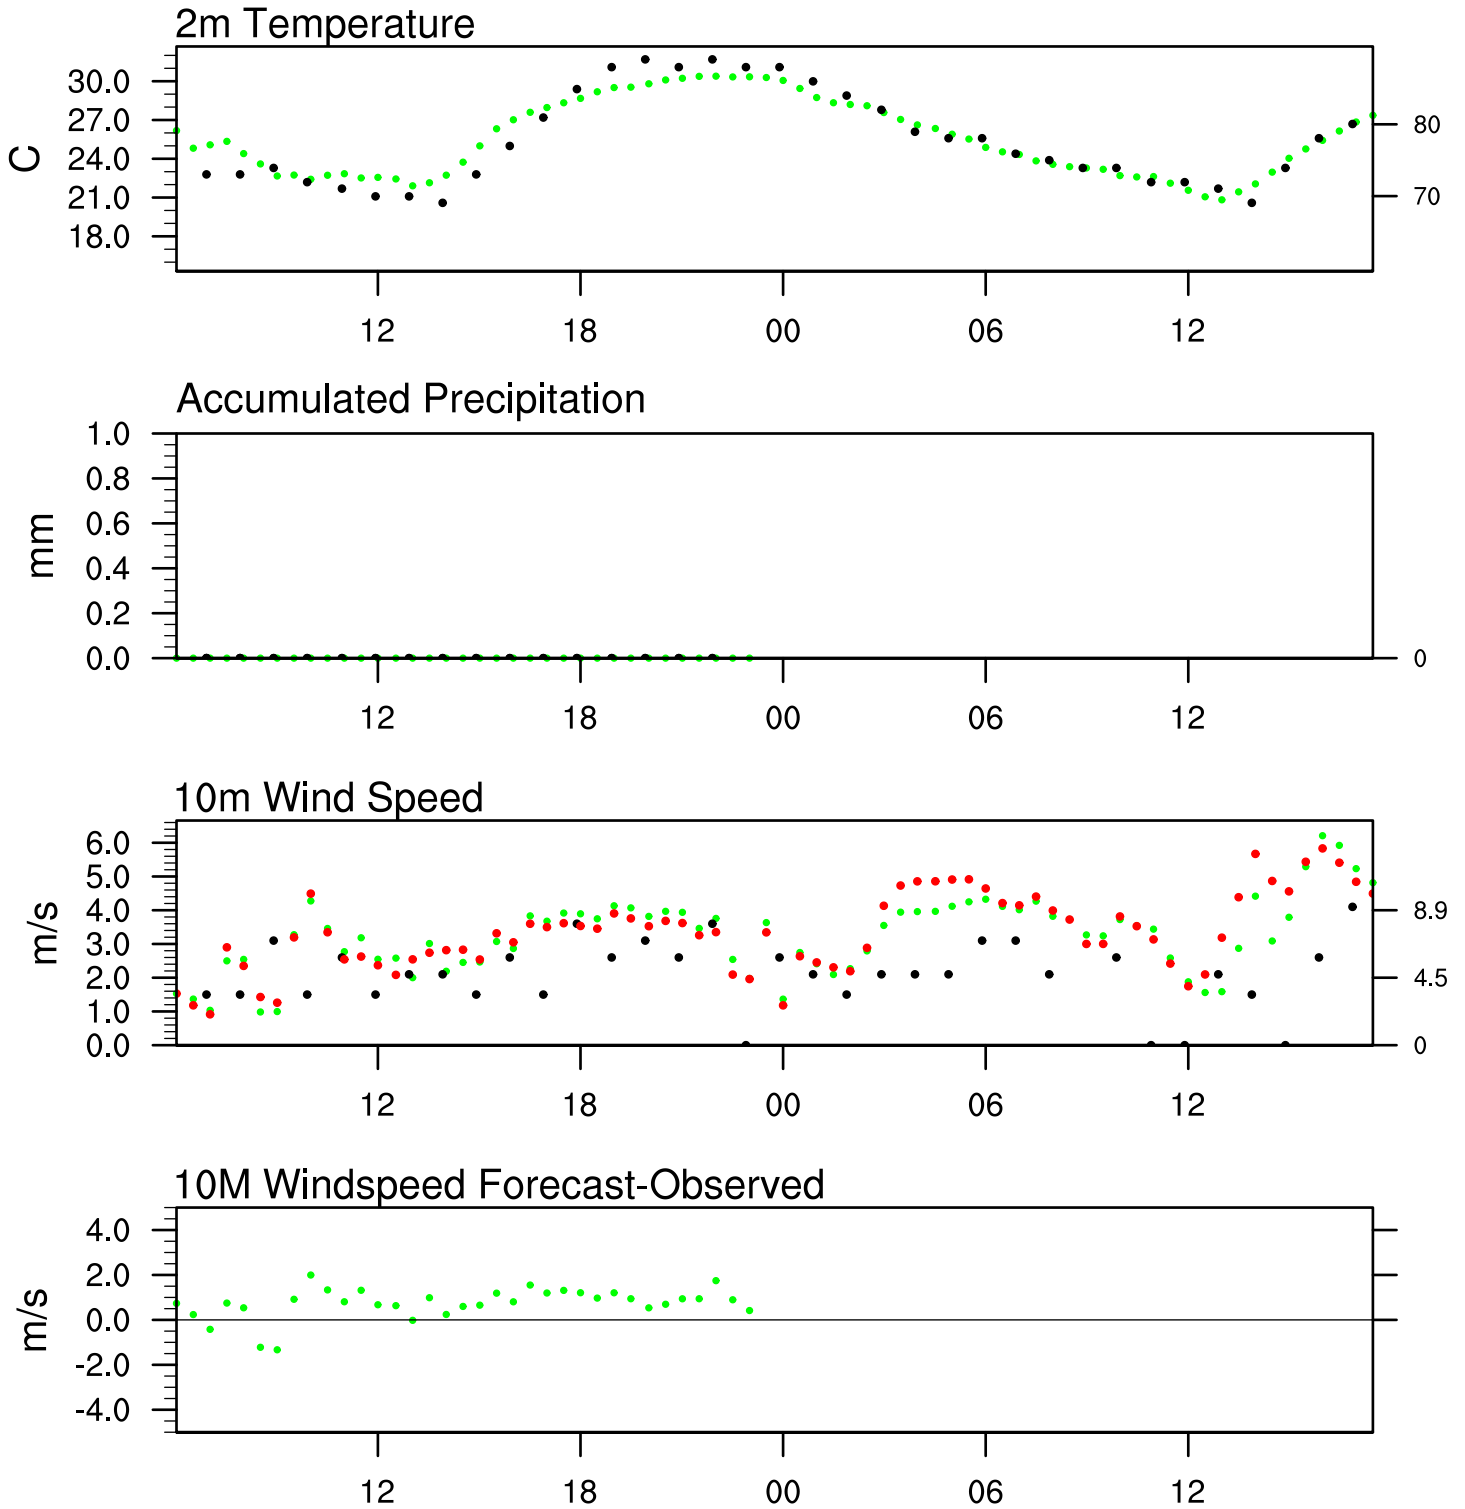 2m Temperature
30.0
27.0
24.0
21.0
18.0
C
80
70
12 18 00 06 12
Accumulated Precipitation
1.0
0.8
0.6
0.4
0.2
0.0
mm
0
12 18 00 06 12
10m Wind Speed
6.0
5.0
4.0
3.0
2.0
1.0
0.0
m/s
8.9
4.5
0
12 18 00 06 12
10M Windspeed Forecast-Observed
4.0
2.0
0.0
-2.0
-4.0
m/s
12 18 00 06 12